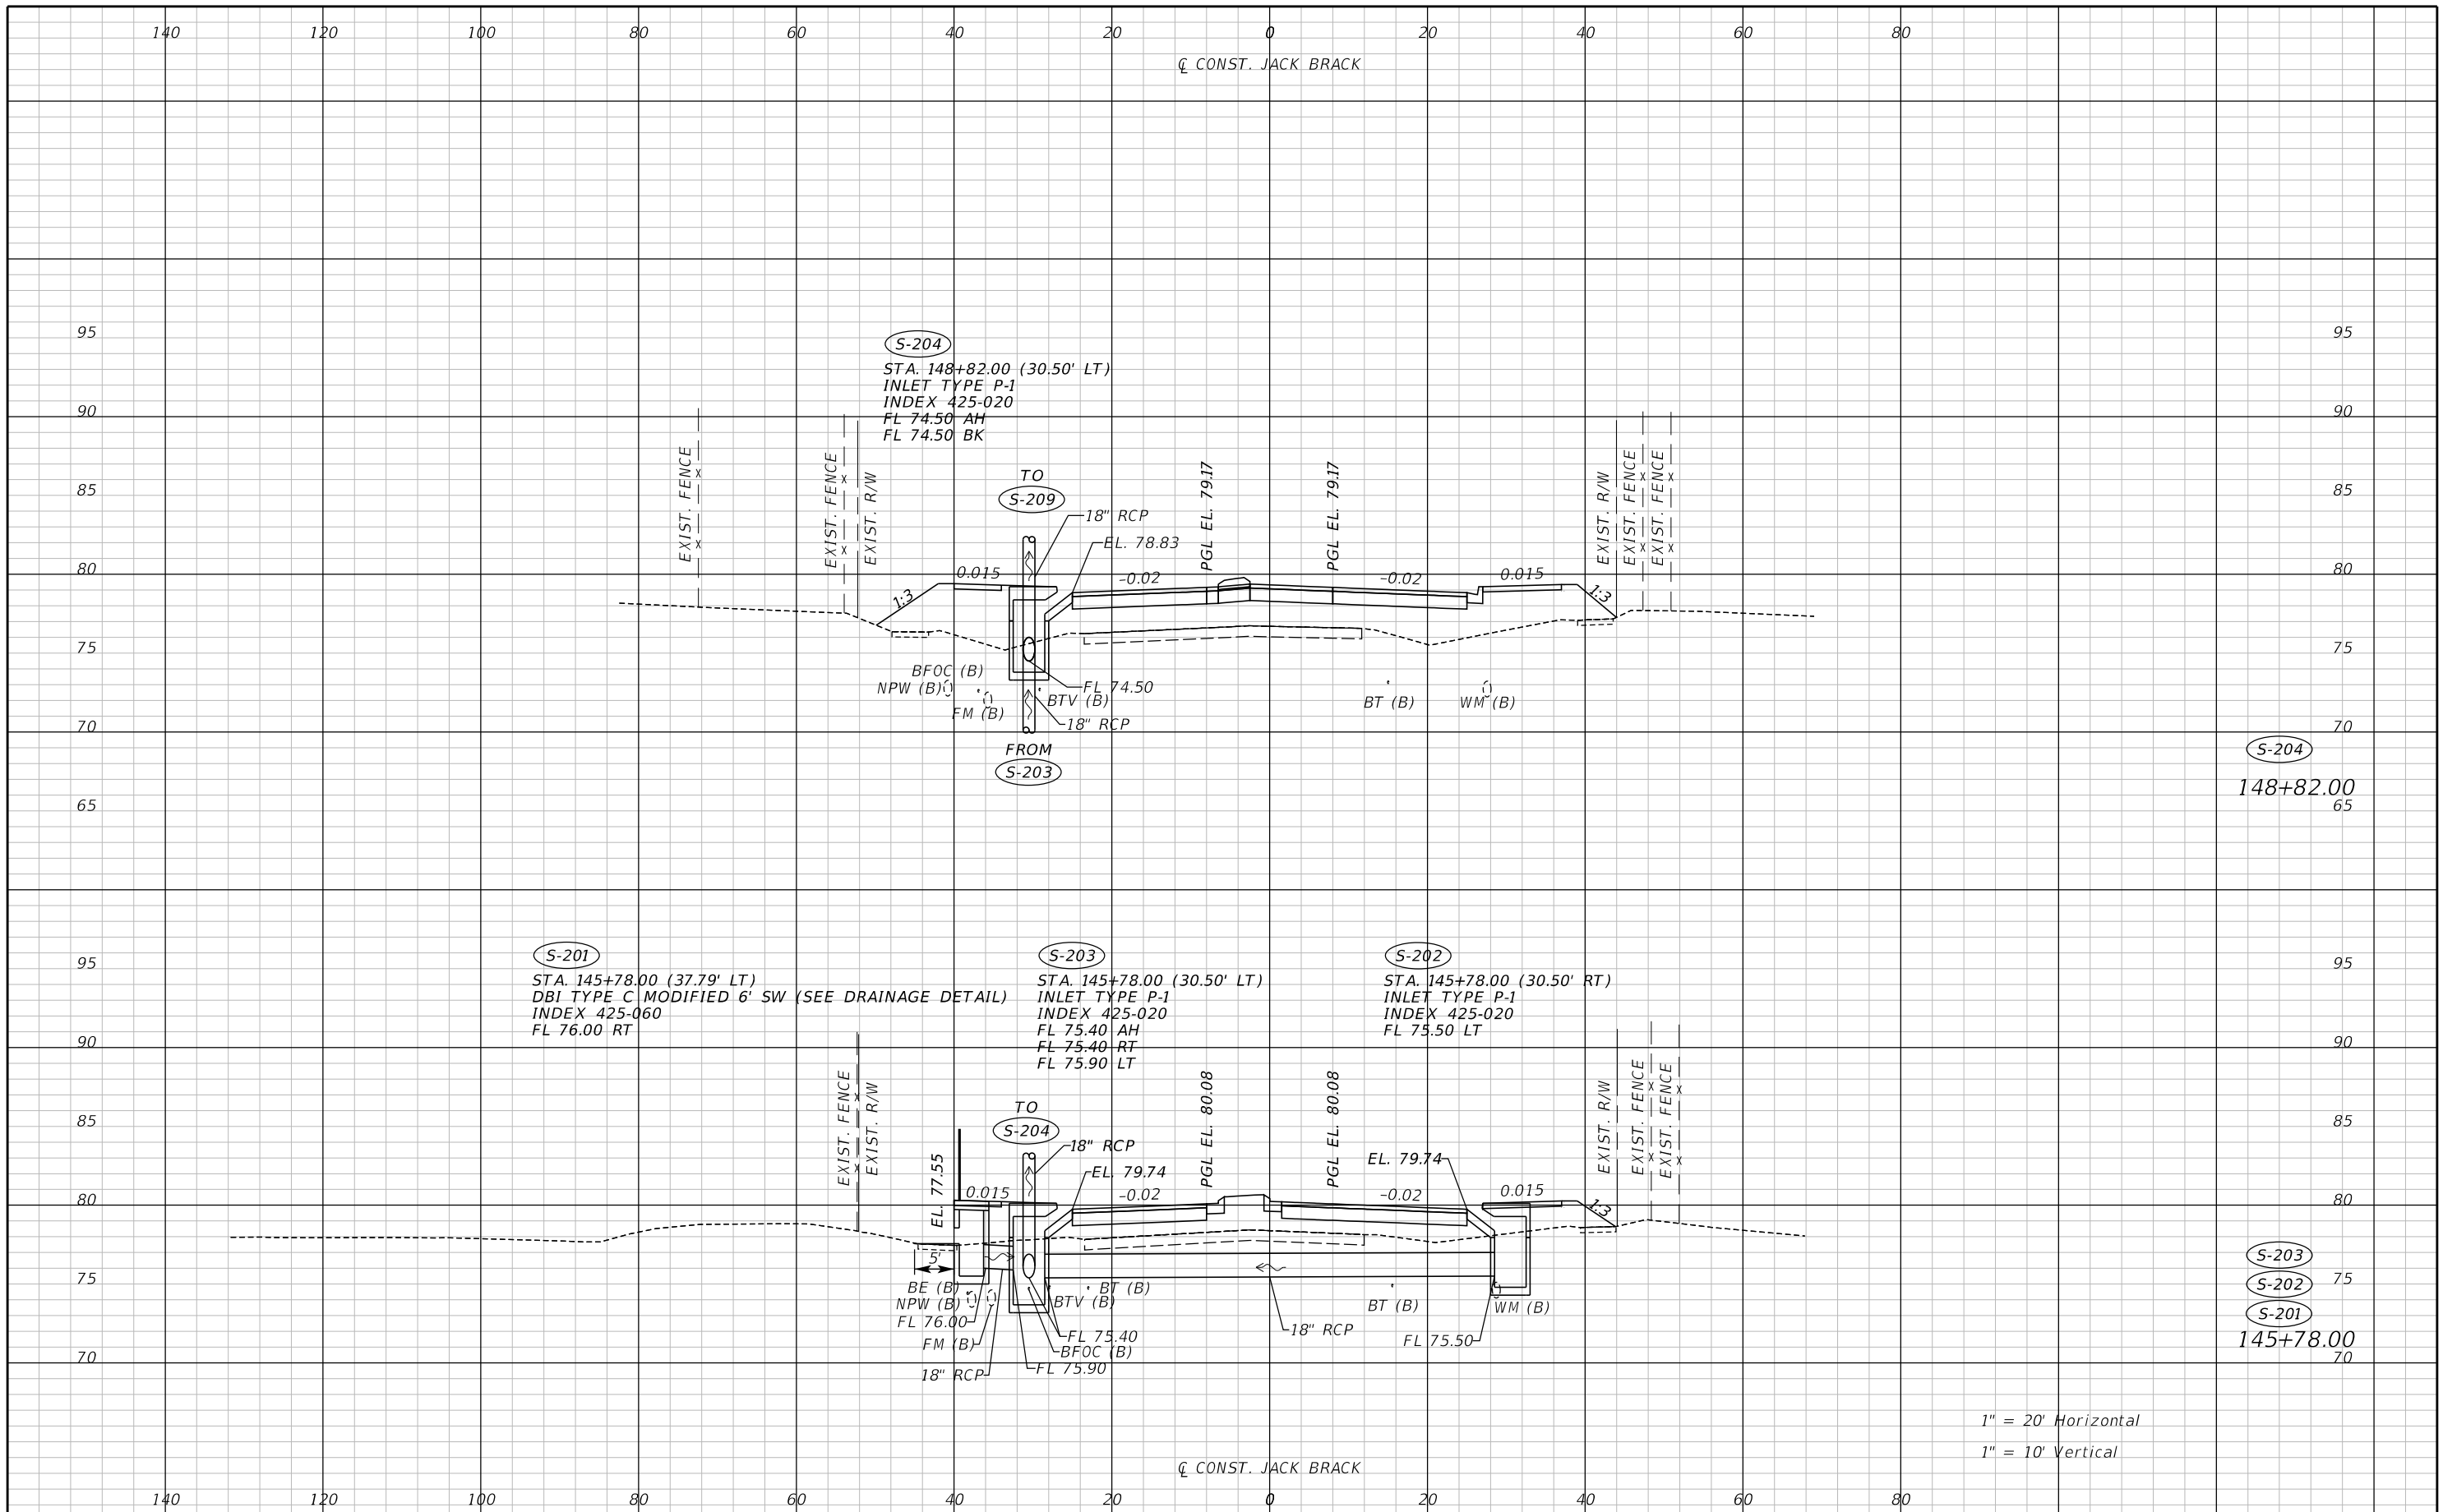 140 120 100 80 60 40 20 0 20 40 60 80
℄ CONST. JACK BRACK
95 95
S-204
STA. 148+82.00 (30.50' LT)
INLET TYPE P-1
INDEX 425-020
FL 74.50 AH
FL 74.50 BK
90 90
EXIST. FENCE
EXIST. FENCE
EXIST. R/W
TO
S-209
18" RCP
EL. 78.83
PGL EL. 79.17
PGL EL. 79.17
EXIST. R/W
EXIST. FENCE
EXIST. FENCE
85 85
80 80
1:3
0.015
-0.02
-0.02
0.015
1:3
75 75
BFOC (B)
NPW (B)
FM (B)
FL 74.50
BTV (B)
18" RCP
BT (B)
WM (B)
70 70
FROM
S-203
S-204
148+82.00
65 65
S-201
STA. 145+78.00 (37.79' LT)
DBI TYPE C MODIFIED 6' SW (SEE DRAINAGE DETAIL)
INDEX 425-060
FL 76.00 RT
S-203
STA. 145+78.00 (30.50' LT)
INLET TYPE P-1
INDEX 425-020
FL 75.40 AH
FL 75.40 RT
FL 75.90 LT
S-202
STA. 145+78.00 (30.50' RT)
INLET TYPE P-1
INDEX 425-020
FL 75.50 LT
95 95
90 90
EXIST. FENCE
EXIST. R/W
EL. 77.55
TO
S-204
18" RCP
EL. 79.74
PGL EL. 80.08
PGL EL. 80.08
EL. 79.74
EXIST. R/W
EXIST. FENCE
EXIST. FENCE
85 85
80 80
0.015
-0.02
-0.02
0.015
1:3
5'
75 75
BE (B)
NPW (B)
FL 76.00
FM (B)
18" RCP
BT (B)
BTV (B)
FL 75.40
BFOC (B)
FL 75.90
18" RCP
BT (B)
WM (B)
FL 75.50
S-203
S-202
S-201
145+78.00
70 70
1" = 20' Horizontal
1" = 10' Vertical
℄ CONST. JACK BRACK
140 120 100 80 60 40 20 0 20 40 60 80